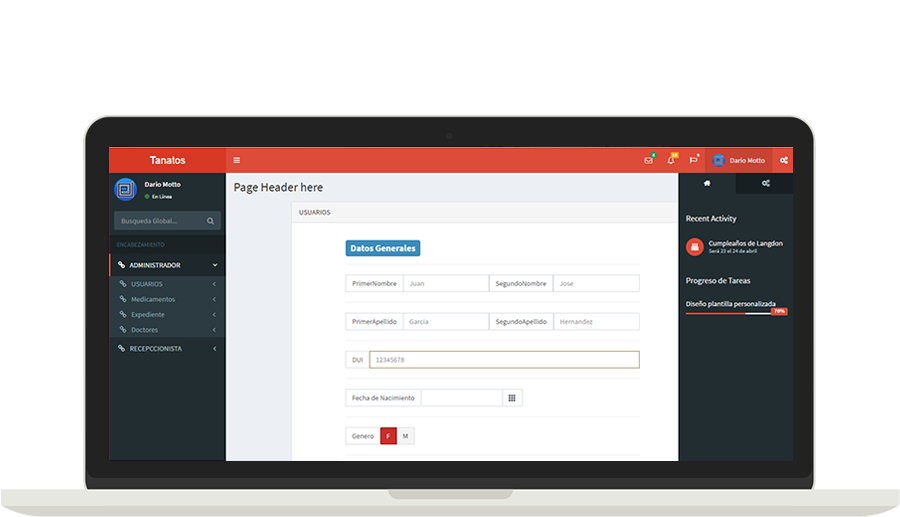 Tanatos
Dario Motto
Dario Motto
En Linea
Busqueda Global...
ENCABEZAMIENTO
ADMINISTRADOR
USUARIOS
Medicamentos
Expediente
Doctores
RECEPCCIONISTA
Page Header here
USUARIOS
Datos Generales
PrimerNombre Juan SegundoNombre Jose
PrimerApellido Garcia SegundoApellido Hernandez
DUI 12345678
Fecha de Nacimiento
Genero F M
Recent Activity
Cumpleaños de Langdon
Será 23 el 24 de abril
Progreso de Tareas
Diseño plantilla personalizada
70%